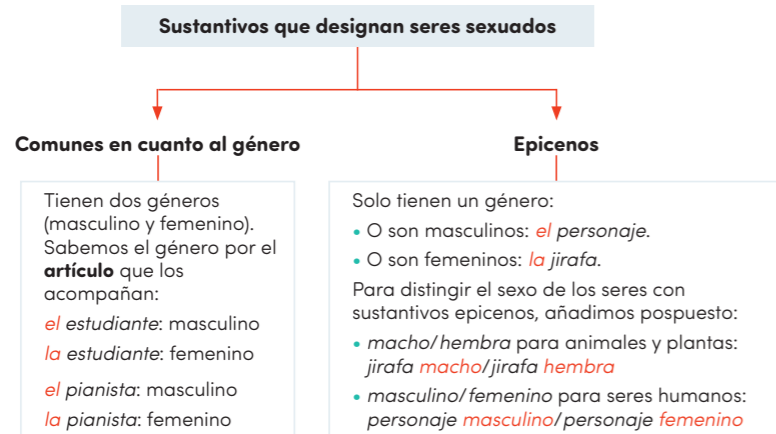 Sustantivos que designan seres sexuados
Comunes en cuanto al género
Tienen dos géneros
(masculino y femenino).
Sabemos el género por el
artículo que los
acompañan:
el estudiante: masculino
la estudiante: femenino
el pianista: masculino
la pianista: femenino
Epicenos
Solo tienen un género:
• O son masculinos: el personaje.
• O son femeninos: la jirafa.
Para distingir el sexo de los seres con
sustantivos epicenos, añadimos pospuesto:
• macho/hembra para animales y plantas:
jirafa macho/jirafa hembra
• masculino/femenino para seres humanos:
personaje masculino/personaje femenino